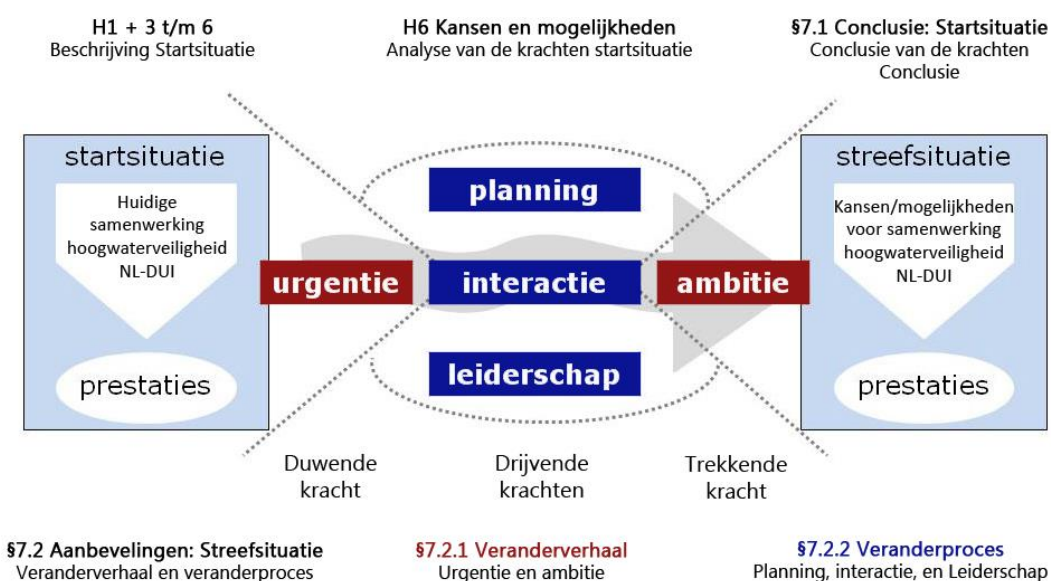 H1 + 3 t/m 6
Beschrijving Startsituatie
H6 Kansen en mogelijkheden
Analyse van de krachten startsituatie
§7.1 Conclusie: Startsituatie
Conclusie van de krachten
Conclusie
startsituatie
Huidige
samenwerking
hoogwaterveiligheid
NL-DUI
prestaties
planning
urgentie
interactie
ambitie
leiderschap
streefsituatie
Kansen/mogelijkheden
voor samenwerking
hoogwaterveiligheid
NL-DUI
prestaties
Duwende
kracht
Drijvende
krachten
Trekkende
kracht
§7.2 Aanbevelingen: Streefsituatie
Veranderverhaal en veranderproces
§7.2.1 Veranderverhaal
Urgentie en ambitie
§7.2.2 Veranderproces
Planning, interactie, en Leiderschap